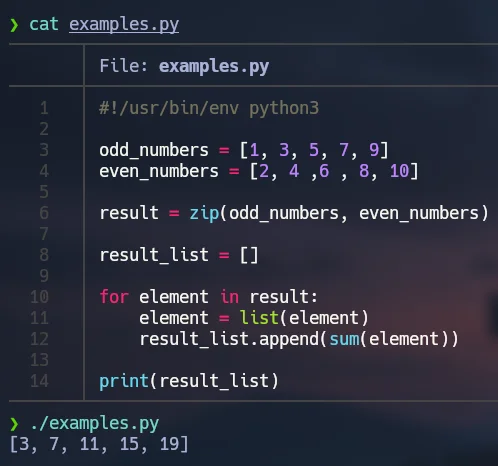 ❯ cat examples.py
File: examples.py
1 #!/usr/bin/env python3
2
3 odd_numbers = [1, 3, 5, 7, 9]
4 even_numbers = [2, 4 ,6 , 8, 10]
5
6 result = zip(odd_numbers, even_numbers)
7
8 result_list = []
9
10 for element in result:
11     element = list(element)
12     result_list.append(sum(element))
13
14 print(result_list)
❯ ./examples.py
[3, 7, 11, 15, 19]